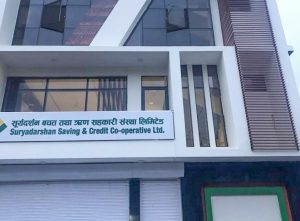 सूर्यदर्शन बचत तथा ऋण सहकारी संस्था लिमिटेड
Suryadarshan Saving & Credit Co-operative Ltd.